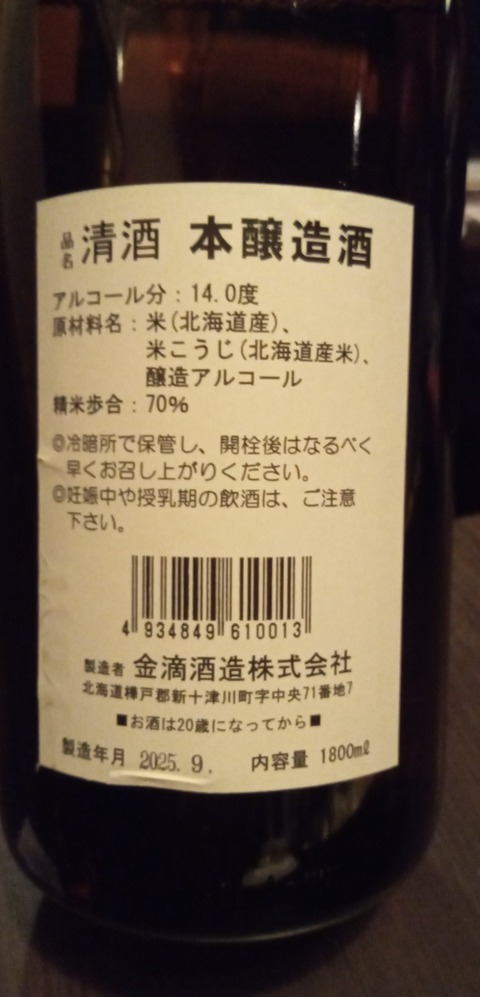 品名 清酒 本醸造酒
アルコール分：14.0度
原材料名：米(北海道産)、
米こうじ(北海道産米)、
醸造アルコール
精米歩合：70%
◎冷暗所で保管し、開栓後はなるべく
早くお召し上がりください。
◎妊娠中や授乳期の飲酒は、ご注意
下さい。
4 934849 610013
製造者 金滴酒造株式会社
北海道樺戸郡新十津川町字中央71番地7
■お酒は20歳になってから■
製造年月 2025. 9. 内容量 1800mℓ